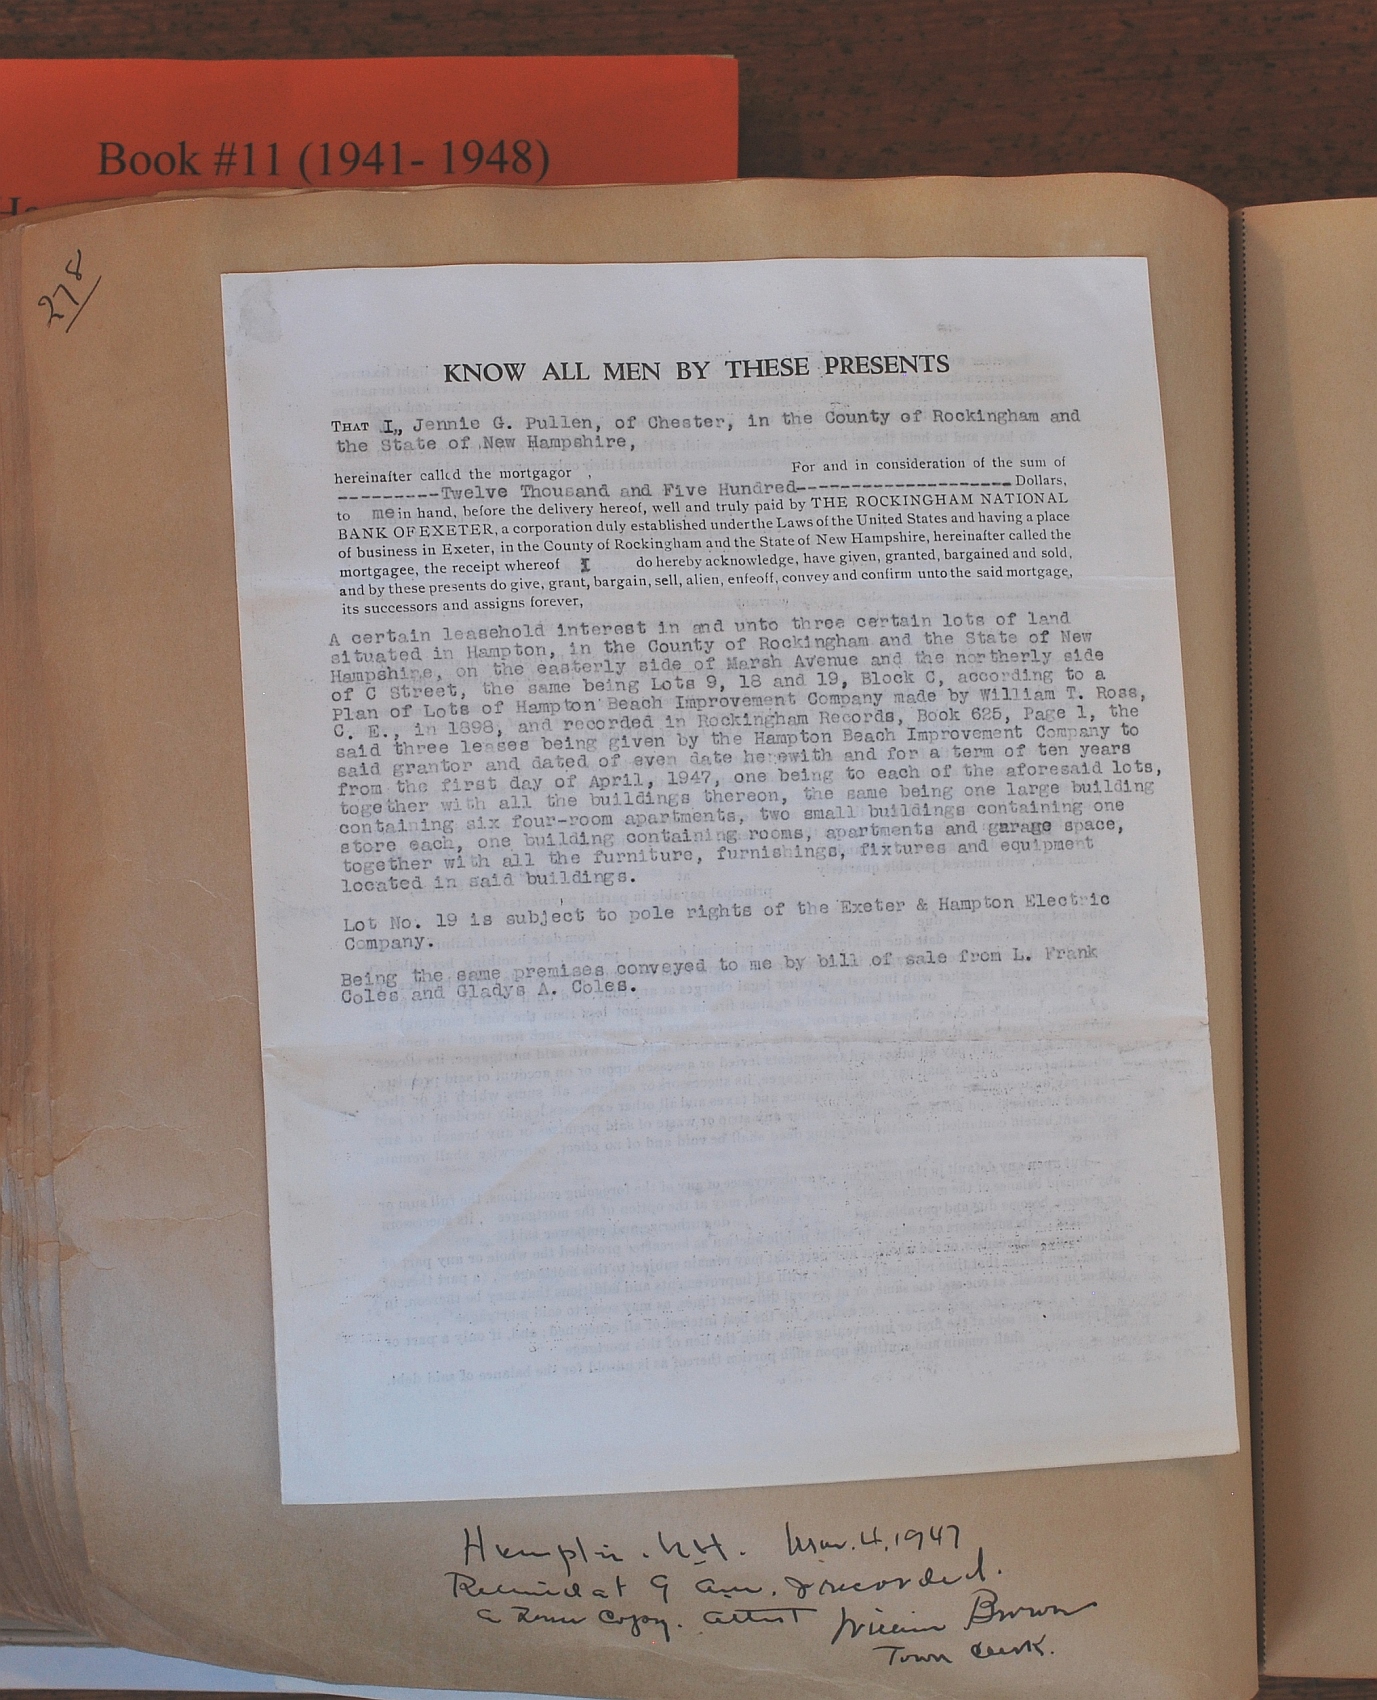 Book #11 (1941- 1948)
278
KNOW ALL MEN BY THESE PRESENTS
THAT I,, Jennie G. Pullen, of Chester, in the County of Rockingham and
the State of New Hampshire,
hereinafter called the mortgagor , For and in consideration of the sum of
---------Twelve Thousand and Five Hundred-------------------- Dollars,
to me in hand, before the delivery hereof, well and truly paid by THE ROCKINGHAM NATIONAL
BANK OF EXETER, a corporation duly established under the Laws of the United States and having a place
of business in Exeter, in the County of Rockingham and the State of New Hampshire, hereinafter called the
mortgagee, the receipt whereof I do hereby acknowledge, have given, granted, bargained and sold,
and by these presents do give, grant, bargain, sell, alien, enfeoff, convey and confirm unto the said mortgage,
its successors and assigns forever,
A certain leasehold interest in and unto three certain lots of land
situated in Hampton, in the County of Rockingham and the State of New
Hampshire, on the easterly side of Marsh Avenue and the northerly side
of C Street, the same being Lots 9, 18 and 19, Block C, according to a
Plan of Lots of Hampton Beach Improvement Company made by William T. Ross,
C. E., in 1898, and recorded in Rockingham Records, Book 625, Page 1, the
said three leases being given by the Hampton Beach Improvement Company to
said grantor and dated of even date herewith and for a term of ten years
from the first day of April, 1947, one being to each of the aforesaid lots,
together with all the buildings thereon, the same being one large building
containing six four-room apartments, two small buildings containing one
store each, one building containing rooms, apartments and garage space,
together with all the furniture, furnishings, fixtures and equipment
located in said buildings.
Lot No. 19 is subject to pole rights of the Exeter & Hampton Electric
Company.
Being the same premises conveyed to me by bill of sale from L. Frank
Coles and Gladys A. Coles.
Hampton. N.H. Mar. 4, 1947
Received at 9 am. & recorded.
a True Copy. attest William Brown
Town Clerk.